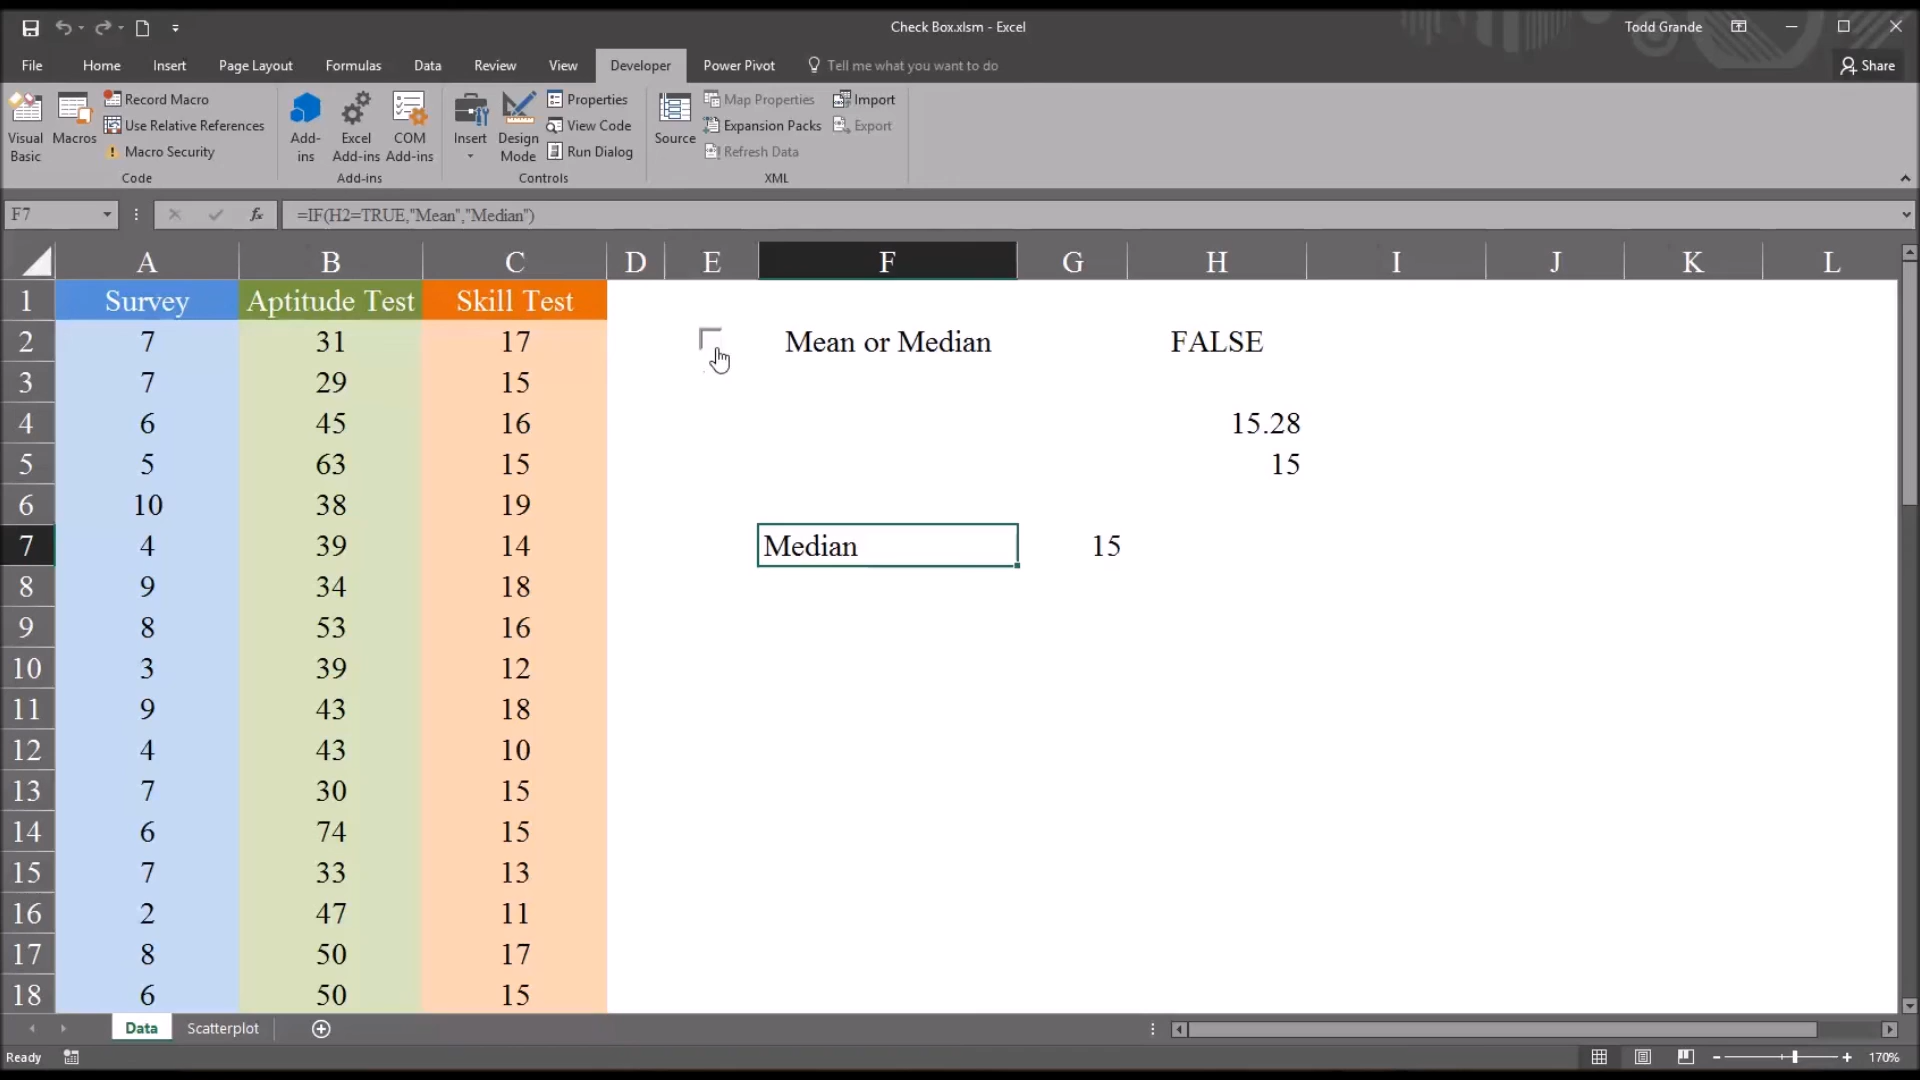 Check Box.xlsm - Excel
Todd Grande
File Home Insert Page Layout Formulas Data Review View Developer Power Pivot Tell me what you want to do Share
Visual Basic
Macros
Record Macro
Use Relative References
Macro Security
Code
Add-ins
Excel Add-ins
COM Add-ins
Add-ins
Insert
Design Mode
Properties
View Code
Run Dialog
Controls
Source
Map Properties
Expansion Packs
Refresh Data
Import
Export
XML
F7 fx =IF(H2=TRUE,"Mean","Median")
A B C D E F G H I J K L
1 Survey Aptitude Test Skill Test
2 7 31 17 Mean or Median FALSE
3 7 29 15
4 6 45 16 15.28
5 5 63 15 15
6 10 38 19
7 4 39 14 Median 15
8 9 34 18
9 8 53 16
10 3 39 12
11 9 43 18
12 4 43 10
13 7 30 15
14 6 74 15
15 7 33 13
16 2 47 11
17 8 50 17
18 6 50 15
Data Scatterplot
Ready 170%